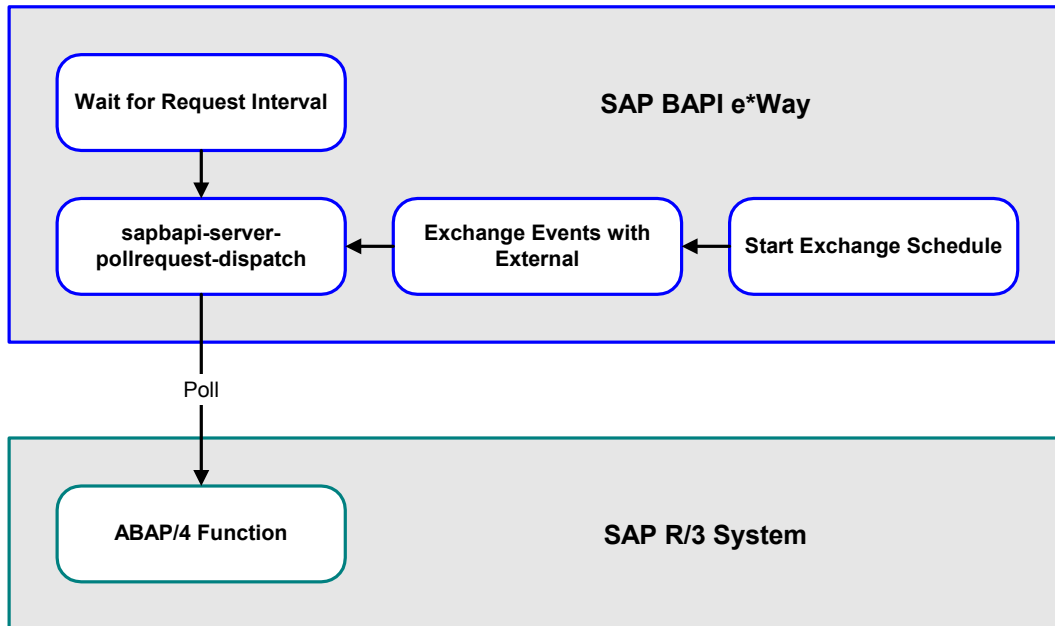 Wait for Request Interval
SAP BAPI e*Way
sapbapi-server-
pollrequest-dispatch
Exchange Events with
External
Start Exchange Schedule
Poll
ABAP/4 Function
SAP R/3 System